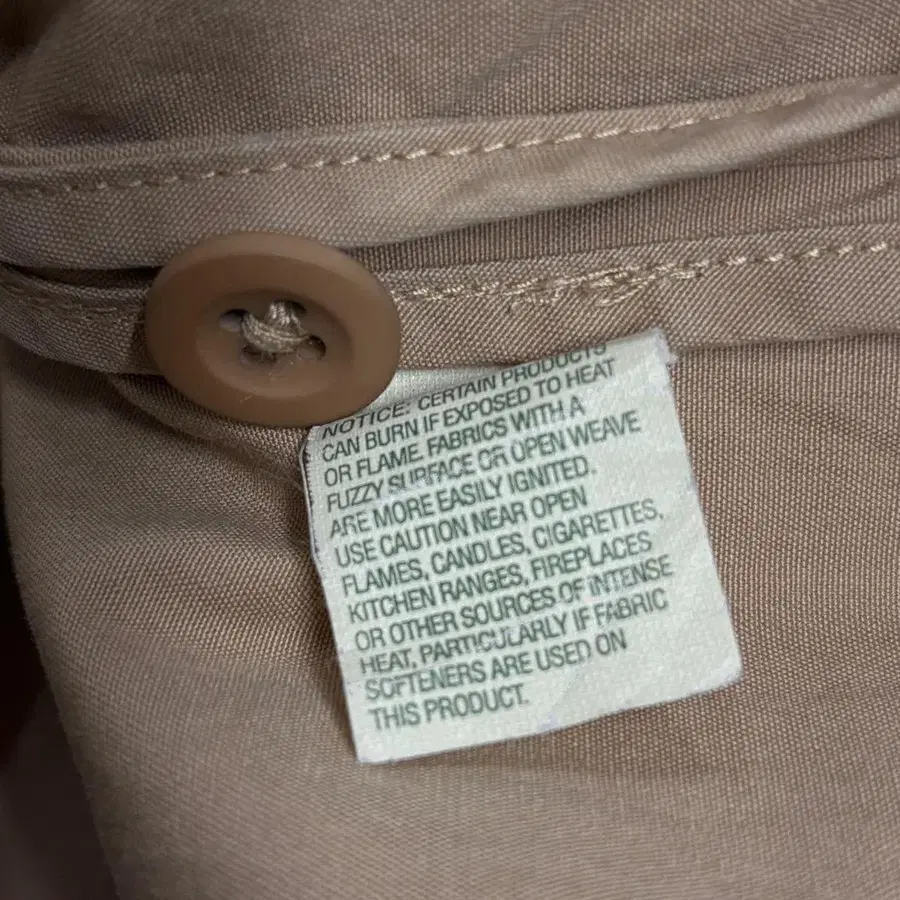 NOTICE: CERTAIN PRODUCTS
CAN BURN IF EXPOSED TO HEAT
OR FLAME. FABRICS WITH A
FUZZY SURFACE OR OPEN WEAVE
ARE MORE EASILY IGNITED.
USE CAUTION NEAR OPEN
FLAMES, CANDLES, CIGARETTES,
KITCHEN RANGES, FIREPLACES
OR OTHER SOURCES OF INTENSE
HEAT, PARTICULARLY IF FABRIC
SOFTENERS ARE USED ON
THIS PRODUCT.